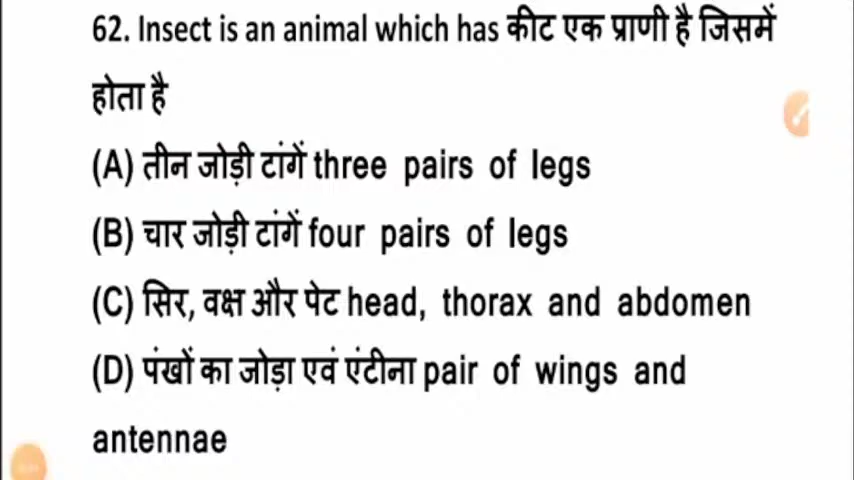 62. Insect is an animal which has कीट एक प्राणी है जिसमें
होता है
(A) तीन जोड़ी टांगें three pairs of legs
(B) चार जोड़ी टांगें four pairs of legs
(C) सिर, वक्ष और पेट head, thorax and abdomen
(D) पंखों का जोड़ा एवं एंटीना pair of wings and
antennae